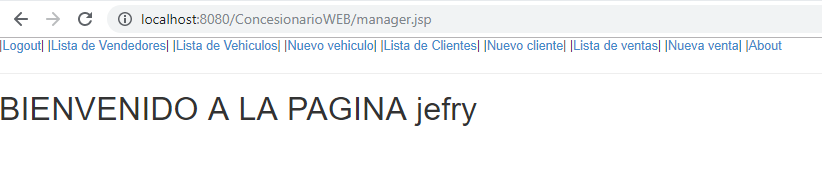 localhost:8080/ConcesionarioWEB/manager.jsp
|Logout| |Lista de Vendedores| |Lista de Vehiculos| |Nuevo vehiculo| |Lista de Clientes| |Nuevo cliente| |Lista de ventas| |Nueva venta| |About
BIENVENIDO A LA PAGINA jefry